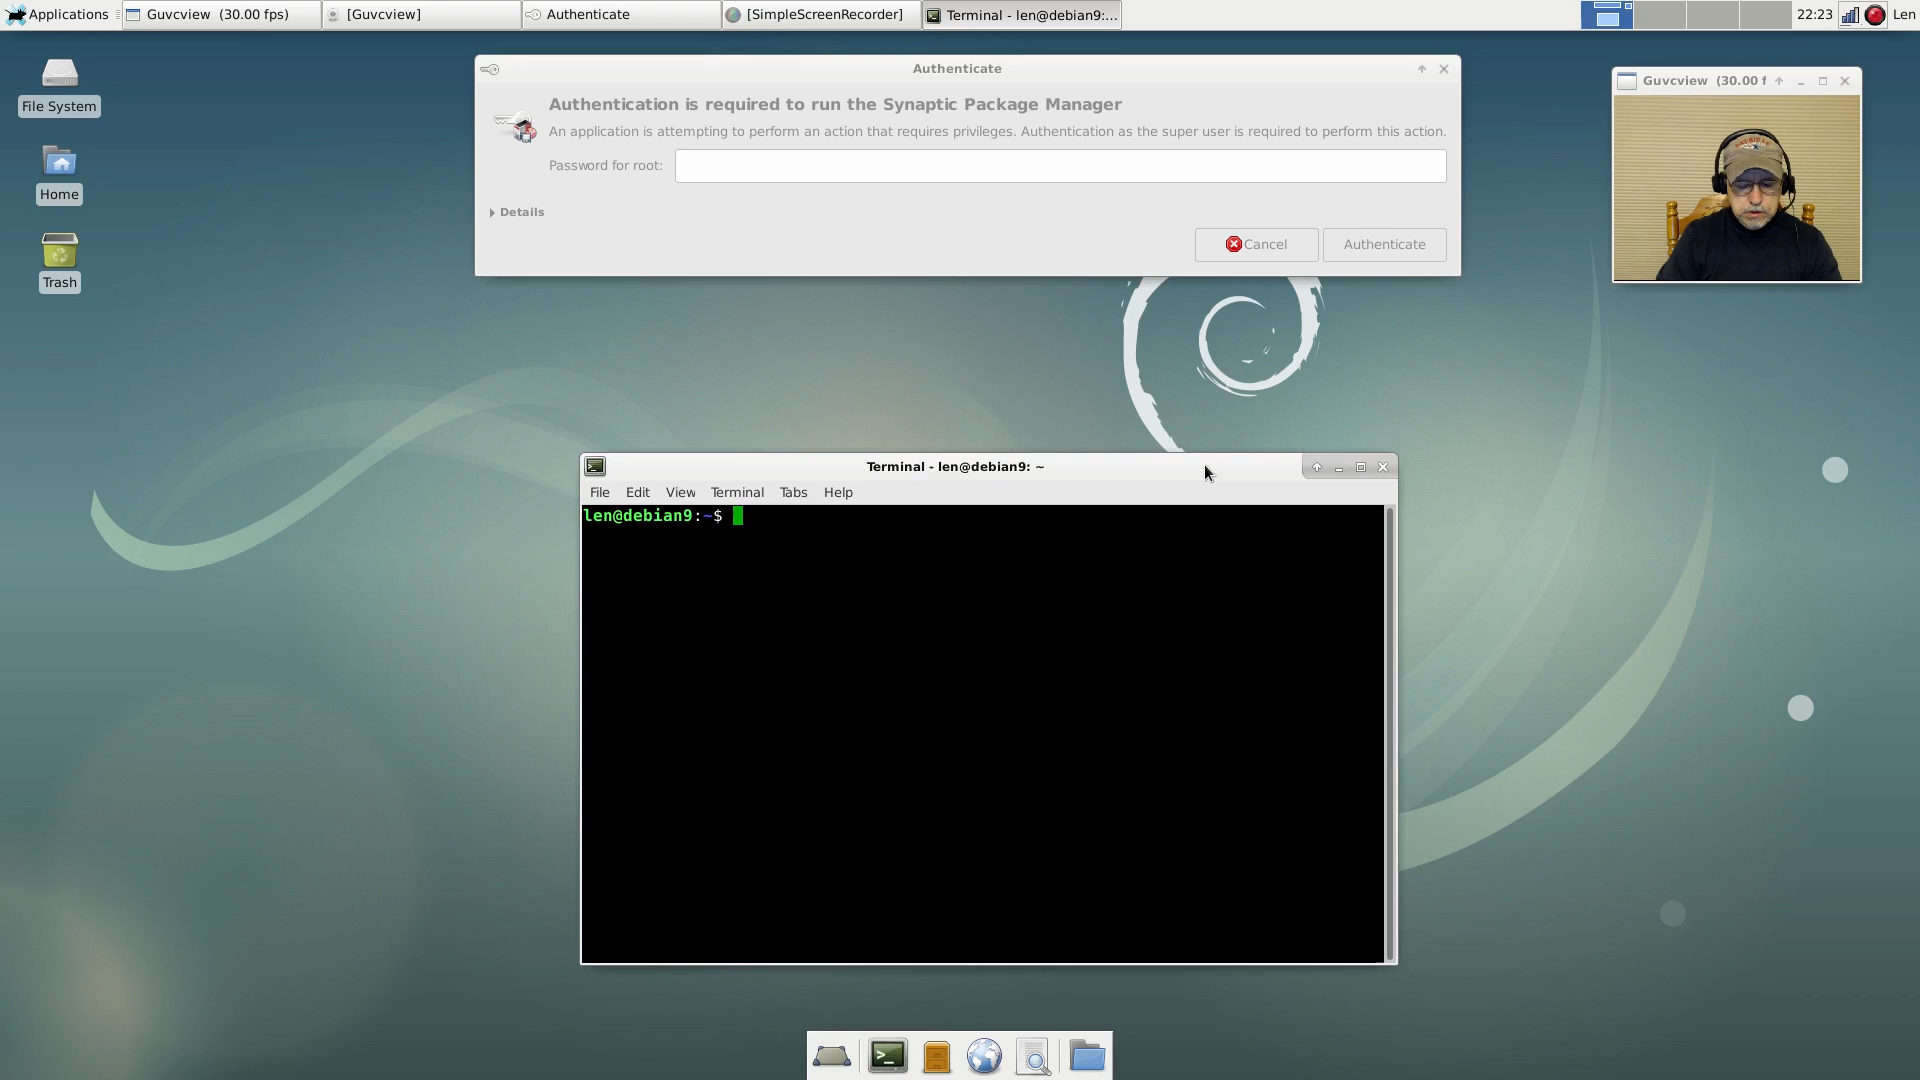 Applications
Guvcview  (30.00 fps)
[Guvcview]
Authenticate
[SimpleScreenRecorder]
Terminal - len@debian9:...
22:23
Len
File System
Home
Trash
Authenticate
Authentication is required to run the Synaptic Package Manager
An application is attempting to perform an action that requires privileges. Authentication as the super user is required to perform this action.
Password for root:
Details
Cancel
Authenticate
Guvcview  (30.00 f
Terminal - len@debian9: ~
File Edit View Terminal Tabs Help
len@debian9:~$